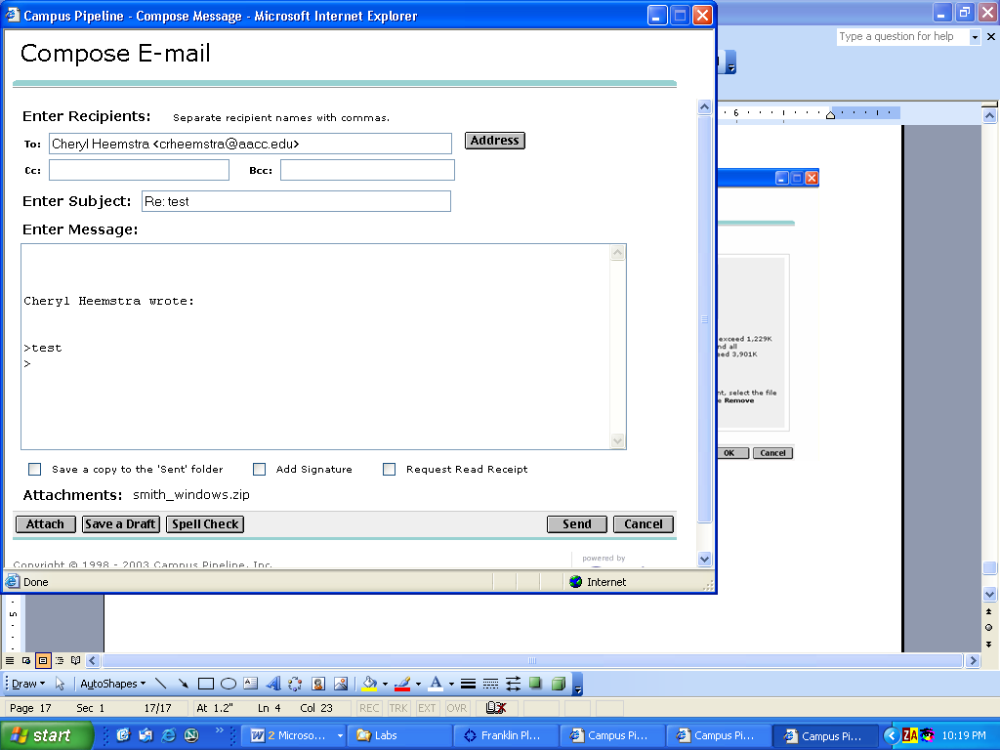 Campus Pipeline - Compose Message - Microsoft Internet Explorer
Type a question for help
Compose E-mail
Enter Recipients: Separate recipient names with commas.
To: Cheryl Heemstra <crheemstra@aacc.edu> Address
Cc: Bcc:
Enter Subject: Re: test
Enter Message:
Cheryl Heemstra wrote:
>test
>
Save a copy to the 'Sent' folder Add Signature Request Read Receipt
Attachments: smith_windows.zip
Attach Save a Draft Spell Check Send Cancel
Copyright © 1998 - 2003 Campus Pipeline, Inc.
powered by
Done Internet
6
exceed 1,229K
nd all
eed 3,901K
nt, select the file
e Remove
OK Cancel
5
Draw AutoShapes
Page 17 Sec 1 17/17 At 1.2" Ln 4 Col 23 REC TRK EXT OVR
start 2 Microso... Labs Franklin Pl... Campus Pi... Campus Pi... Campus Pi... ZA 10:19 PM